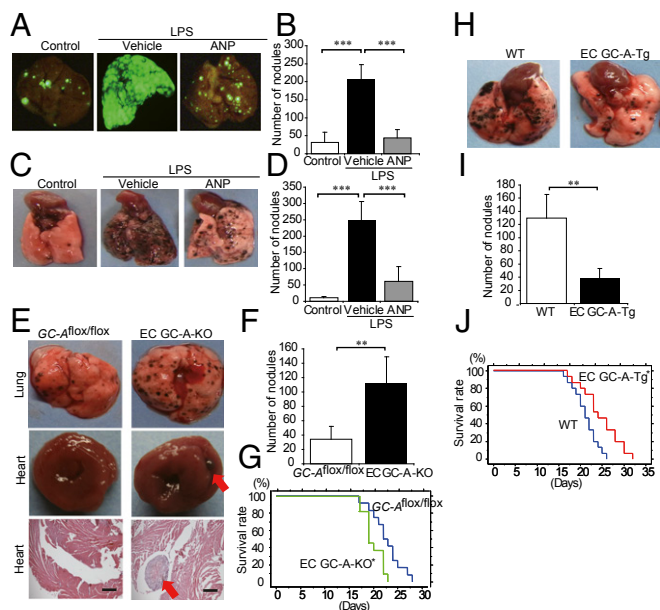 A
LPS
Control Vehicle ANP
B
Number of nodules
300
250
200
150
100
50
0
*** ***
Control Vehicle ANP
LPS
C
LPS
Control Vehicle ANP
D
Number of nodules
300
250
200
150
100
50
0
*** ***
Control Vehicle ANP
LPS
E
GC-Aflox/flox EC GC-A-KO
Lung
Heart
Heart
F
Number of nodules
160
140
120
100
80
60
40
20
0
**
GC-Aflox/flox EC GC-A-KO
G
(%)
Survival rate
100
80
60
40
20
0
GC-Aflox/flox
EC GC-A-KO*
0 5 10 15 20 25 30
(Days)
H
WT EC GC-A-Tg
I
Number of nodules
180
160
140
120
100
80
60
40
20
0
**
WT EC GC-A-Tg
J
(%)
Survival rate
100
80
60
40
20
0
EC GC-A-Tg*
WT
0 5 10 15 20 25 30 35
(Days)